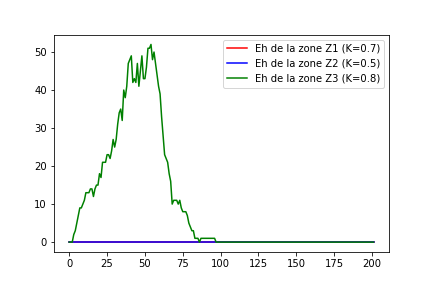 Eh de la zone Z1 (K=0.7)
Eh de la zone Z2 (K=0.5)
Eh de la zone Z3 (K=0.8)
50
40
30
20
10
0
0 25 50 75 100 125 150 175 200